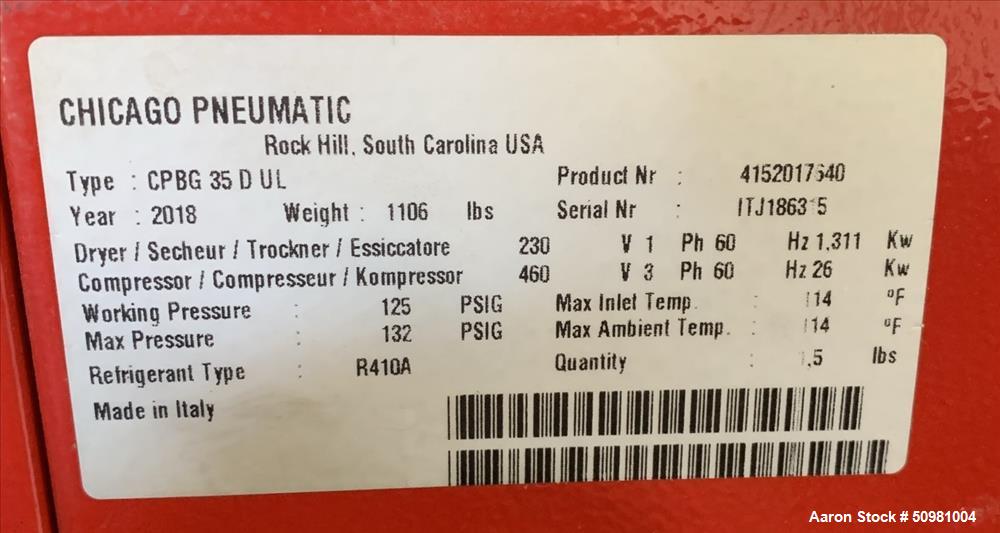 CHICAGO PNEUMATIC
Rock Hill, South Carolina USA
Type : CPBG 35 D UL Product Nr :
Year : 2018 Weight : 1106 lbs Serial Nr :
Dryer / Secheur / Trockner / Essiccatore 230 V 1 Ph 60 Hz 1,311 Kw
Compressor / Compresseur / Kompressor 460 V 3 Ph 60 Hz 26 Kw
Working Pressure : 125 PSIG Max Inlet Temp. : 114 °F
Max Pressure : 132 PSIG Max Ambient Temp. : 114 °F
Refrigerant Type : R410A Quantity : lbs
Made in Italy
Aaron Stock # 50981004